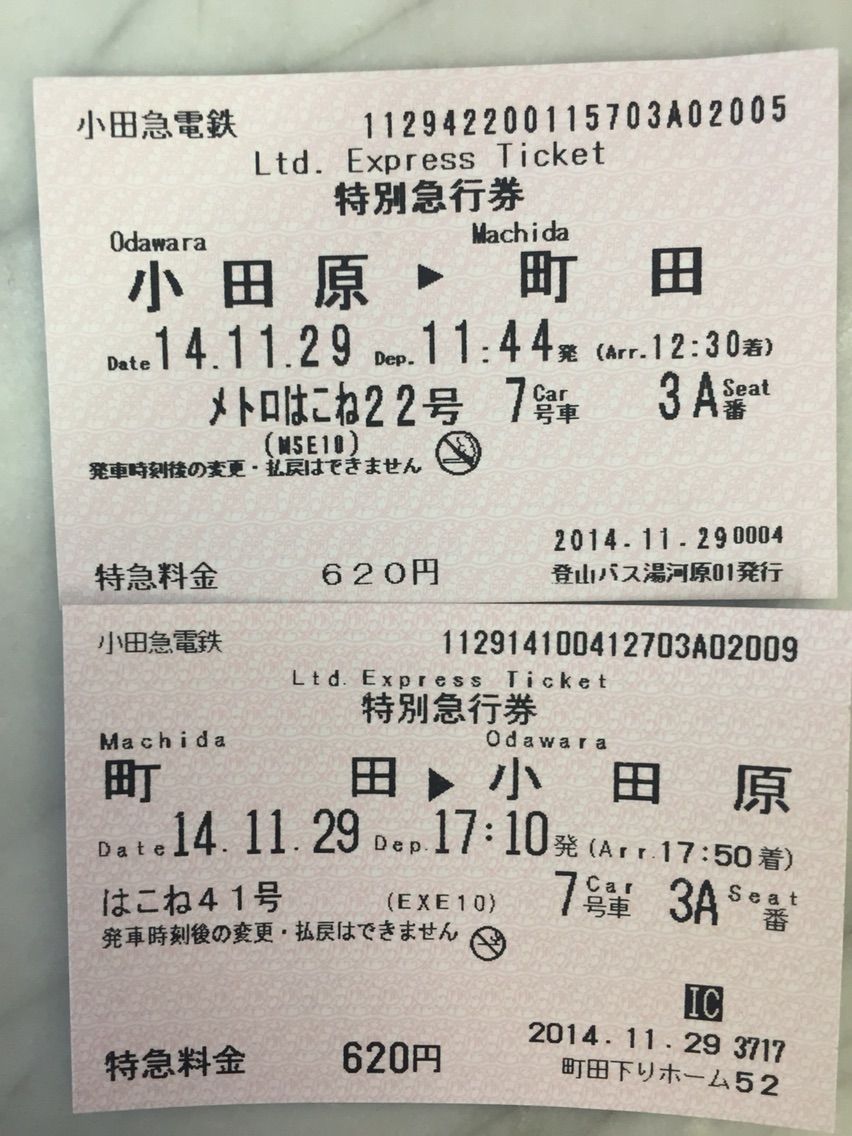 小田急電鉄 112942200115703A02005
Ltd. Express Ticket
特別急行券
Odawara Machida
小田原 ▶ 町田
Date 14.11.29 Dep. 11:44発 (Arr. 12:30着)
メトロはこね22号 7 Car 号車 3A Seat 番
(MSE10)
発車時刻後の変更・払戻はできません
2014.11.29 0004
特急料金 620円 登山バス湯河原01発行
小田急電鉄 112914100412703A02009
Ltd. Express Ticket
特別急行券
Machida Odawara
町田 ▶ 小田原
Date 14.11.29 Dep. 17:10発 (Arr. 17:50着)
はこね41号 (EXE10) 7 Car 号車 3A Seat 番
発車時刻後の変更・払戻はできません
IC
2014.11.29 3717
特急料金 620円 町田下りホーム52